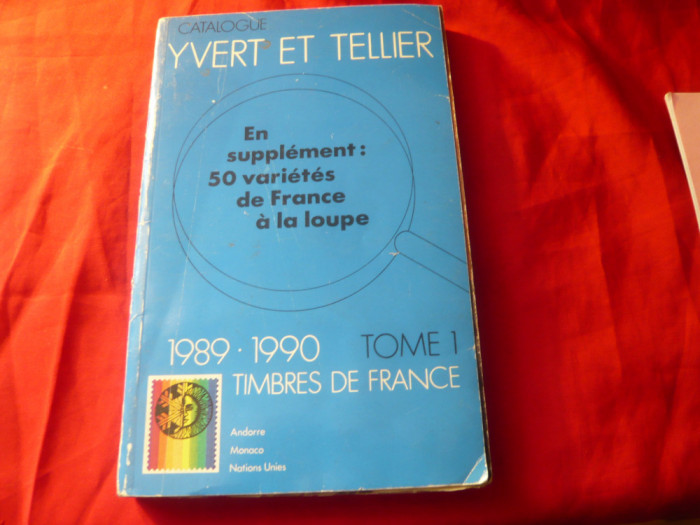 CATALOGUE
YVERT ET TELLIER
En
supplément:
50 variétés
de France
à la loupe
1989 · 1990 TOME 1
TIMBRES DE FRANCE
Andorre
Monaco
Nations Unies